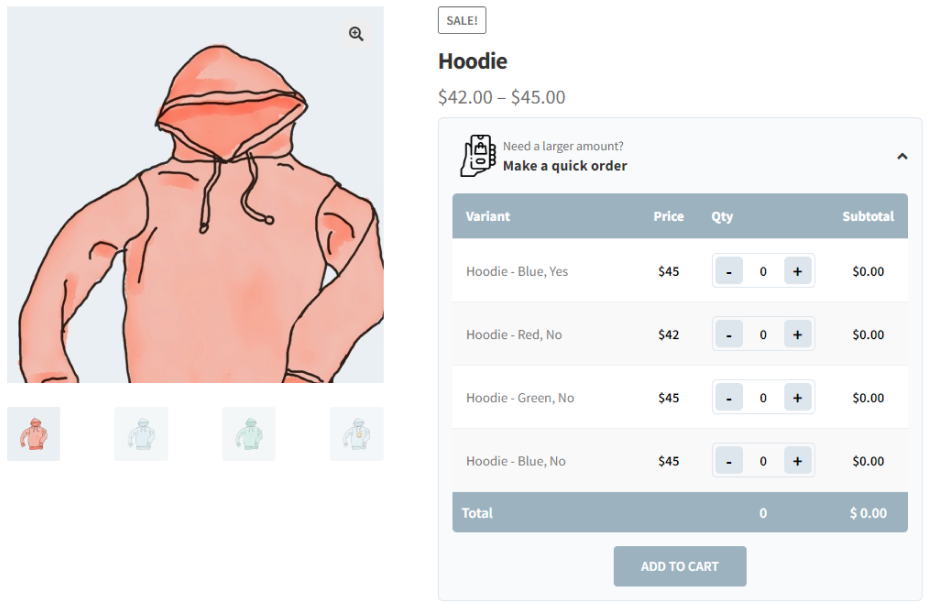 SALE!
Hoodie
$42.00 – $45.00
Need a larger amount?
Make a quick order
Variant Price Qty Subtotal
Hoodie - Blue, Yes $45 - 0 + $0.00
Hoodie - Red, No $42 - 0 + $0.00
Hoodie - Green, No $45 - 0 + $0.00
Hoodie - Blue, No $45 - 0 + $0.00
Total 0 $ 0.00
ADD TO CART